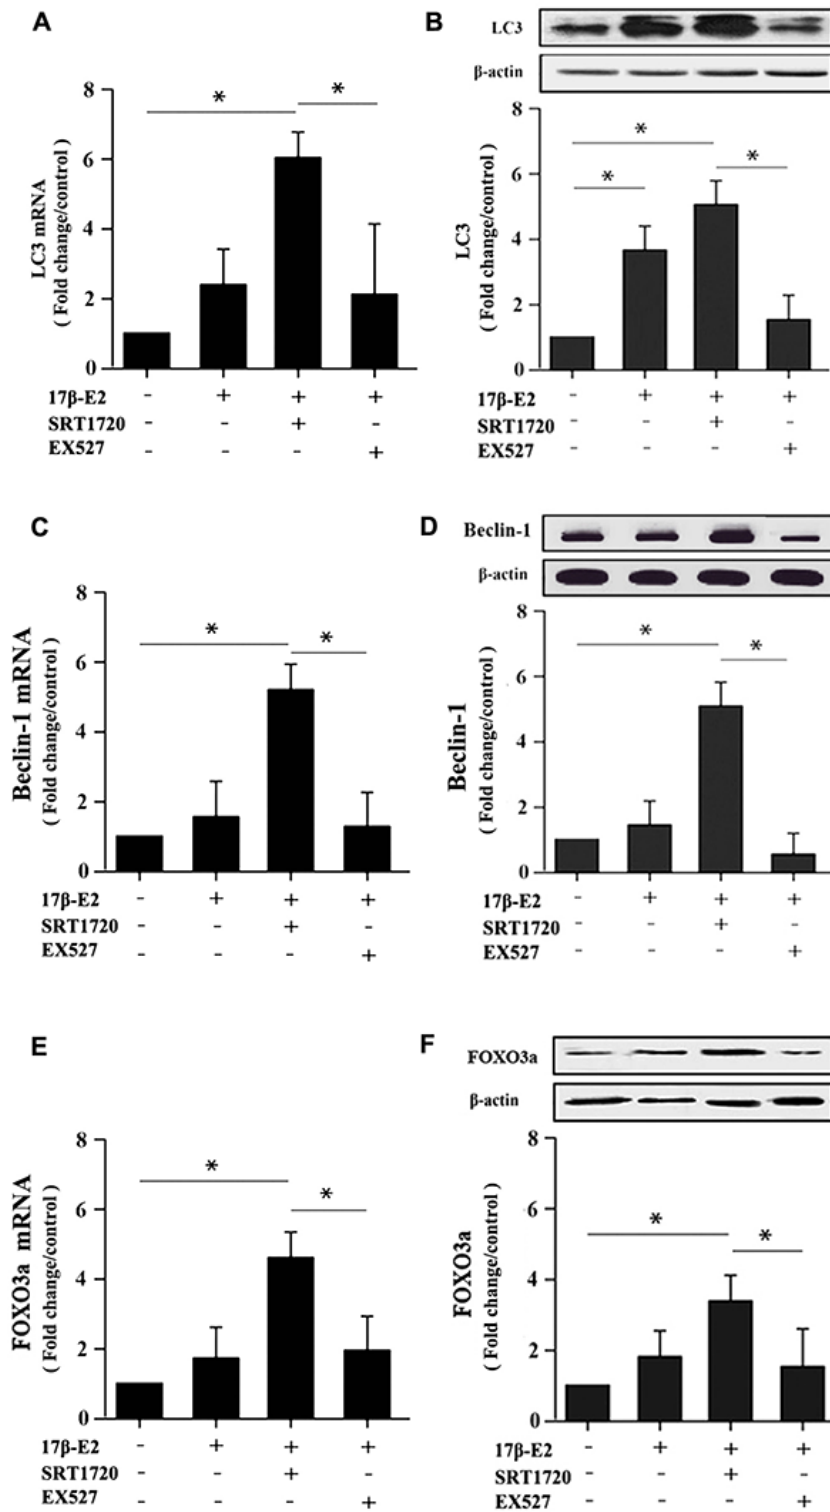 A
LC3 mRNA
( Fold change/control )
8
*
*
6
4
2
0
17β-E2 - + + +
SRT1720 - - + -
EX527 - - - +
B
LC3
β-actin
LC3
( Fold change/control )
8
*
6
*
*
4
2
0
17β-E2 - + + +
SRT1720 - - + -
EX527 - - - +
C
Beclin-1 mRNA
( Fold change/control )
8
*
*
6
4
2
0
17β-E2 - + + +
SRT1720 - - + -
EX527 - - - +
D
Beclin-1
β-actin
Beclin-1
( Fold change/control )
8
*
*
6
4
2
0
17β-E2 - + + +
SRT1720 - - + -
EX527 - - - +
E
FOXO3a mRNA
( Fold change/control )
8
*
*
6
4
2
0
17β-E2 - + + +
SRT1720 - - + -
EX527 - - - +
F
FOXO3a
β-actin
FOXO3a
( Fold change/control )
8
6
*
*
4
2
0
17β-E2 - + + +
SRT1720 - - + -
EX527 - - - +